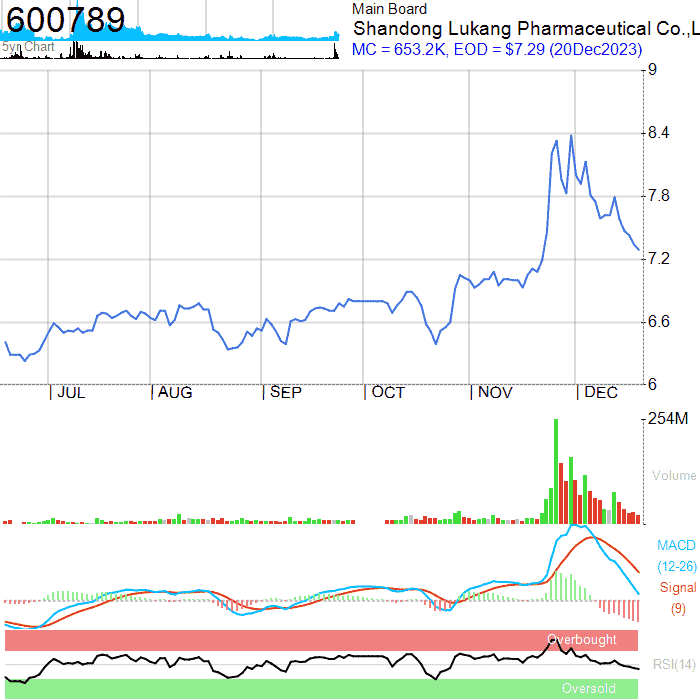 600789
5yr Chart
Main Board
Shandong Lukang Pharmaceutical Co.,L
MC = 653.2K, EOD = $7.29 (20Dec2023)
9
8.4
7.8
7.2
6.6
6
JUL
AUG
SEP
OCT
NOV
DEC
254M
Volume
MACD
(12-26)
Signal
(9)
Overbought
RSI(14)
Oversold